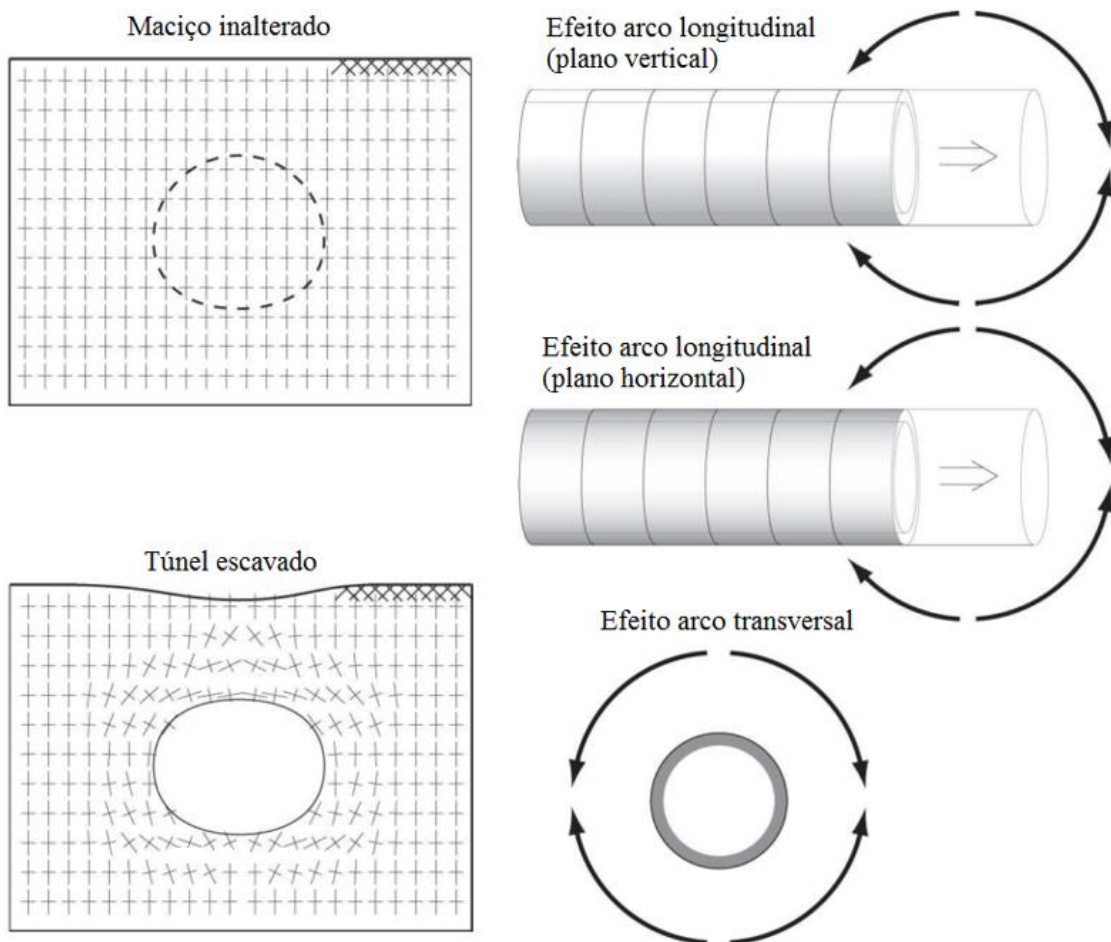 Maciço inalterado
Efeito arco longitudinal
(plano vertical)
Efeito arco longitudinal
(plano horizontal)
Túnel escavado
Efeito arco transversal